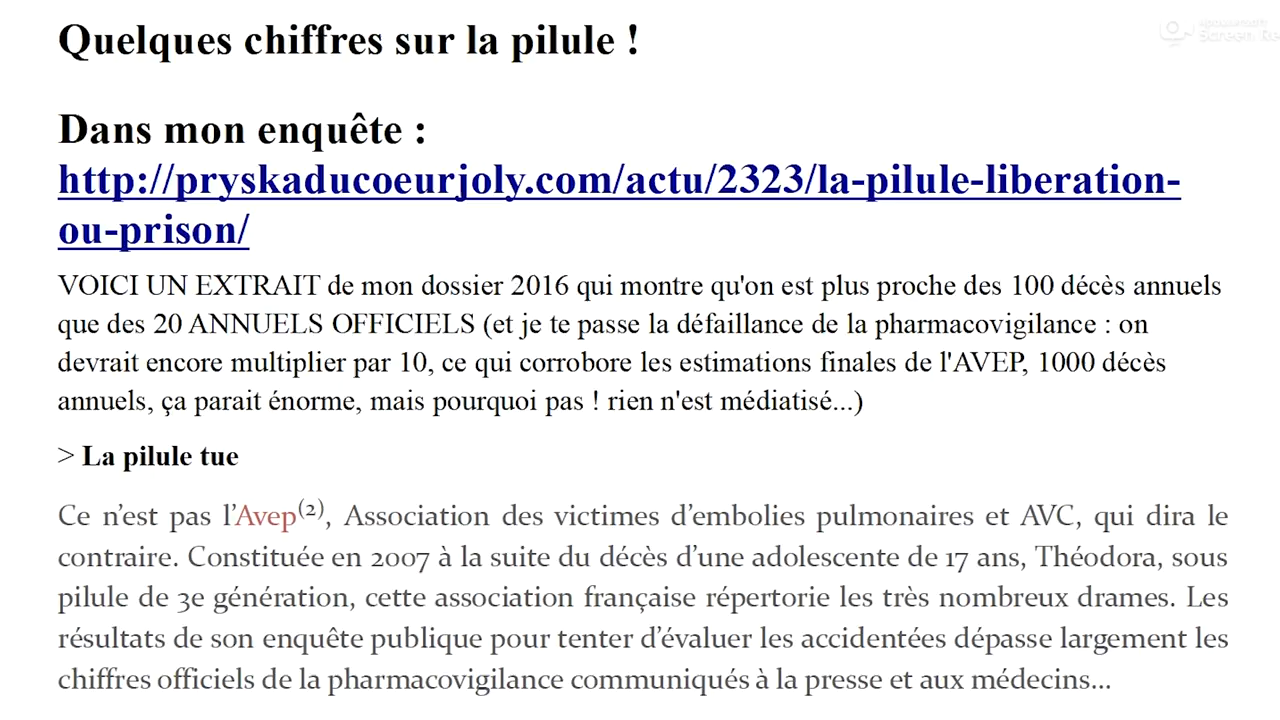 Quelques chiffres sur la pilule !
Dans mon enquête :
http://pryskaducoeurjoly.com/actu/2323/la-pilule-liberation-
ou-prison/
VOICI UN EXTRAIT de mon dossier 2016 qui montre qu'on est plus proche des 100 décès annuels
que des 20 ANNUELS OFFICIELS (et je te passe la défaillance de la pharmacovigilance : on
devrait encore multiplier par 10, ce qui corrobore les estimations finales de l'AVEP, 1000 décès
annuels, ça parait énorme, mais pourquoi pas ! rien n'est médiatisé...)
> La pilule tue
Ce n’est pas l’Avep(2), Association des victimes d’embolies pulmonaires et AVC, qui dira le
contraire. Constituée en 2007 à la suite du décès d’une adolescente de 17 ans, Théodora, sous
pilule de 3e génération, cette association française répertorie les très nombreux drames. Les
résultats de son enquête publique pour tenter d’évaluer les accidentées dépasse largement les
chiffres officiels de la pharmacovigilance communiqués à la presse et aux médecins…
Screen Re